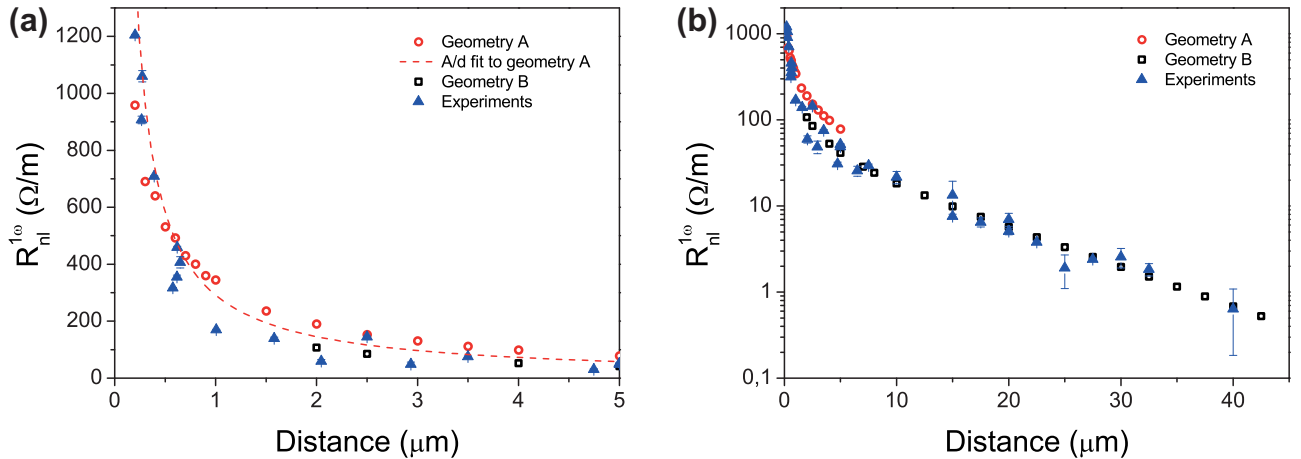 (a)
1200
1000
800
600
400
200
0
R_nl^1ω (Ω/m)
Geometry A
A/d fit to geometry A
Geometry B
Experiments
0 1 2 3 4 5
Distance (μm)
(b)
1000
100
10
1
0,1
R_nl^1ω (Ω/m)
Geometry A
Geometry B
Experiments
0 10 20 30 40
Distance (μm)